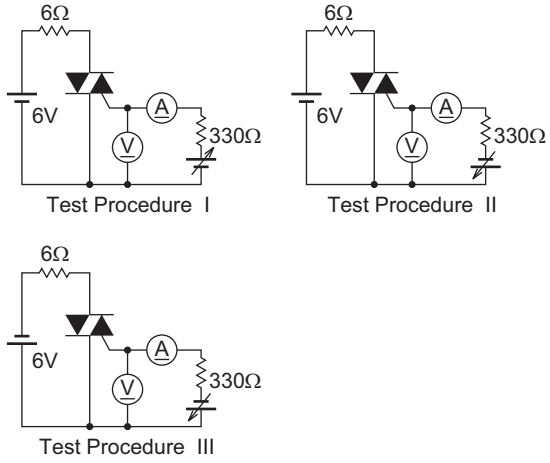 6Ω
6V
A
V
330Ω
Test Procedure I
6Ω
6V
A
V
330Ω
Test Procedure II
6Ω
6V
A
V
330Ω
Test Procedure III